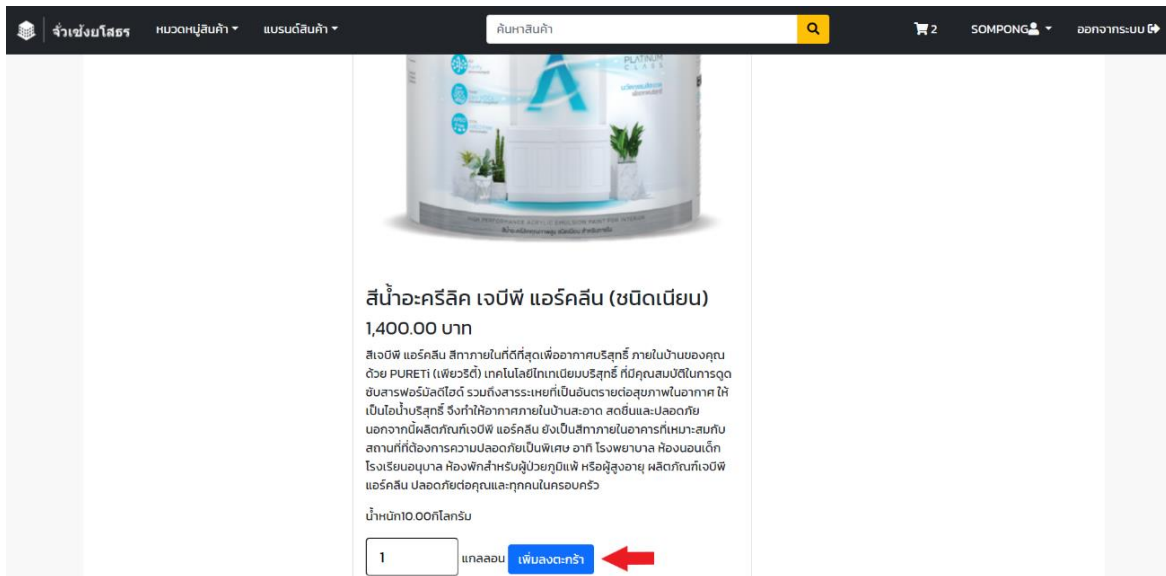 จั่วเซ้งยโสธร หมวดหมู่สินค้า แบรนด์สินค้า ค้นหาสินค้า 2 SOMPONG ออกจากระบบ
PLATINUM
CLASS
A
HIGH PERFORMANCE ACRYLIC EMULSION PAINT FOR INTERIOR
สีน้ำอะครีลิค เจบีพี แอร์คลีน (ชนิดเนียน)
1,400.00 บาท
สีเจบีพี แอร์คลีน สีทาภายในที่ดีที่สุดเพื่ออากาศบริสุทธิ์ ภายในบ้านของคุณ
ด้วย PURETi (เพียวริตี้) เทคโนโลยีไทเทเนียมบริสุทธิ์ ที่มีคุณสมบัติในการดูด
ซับสารฟอร์มัลดีไฮด์ รวมถึงสารระเหยที่เป็นอันตรายต่อสุขภาพในอากาศ ให้
เป็นไอน้ำบริสุทธิ์ จึงทำให้อากาศภายในบ้านสะอาด สดชื่นและปลอดภัย
นอกจากนี้ผลิตภัณฑ์เจบีพี แอร์คลีน ยังเป็นสีทาภายในอาคารที่เหมาะสมกับ
สถานที่ที่ต้องการความปลอดภัยเป็นพิเศษ อาทิ โรงพยาบาล ห้องนอนเด็ก
โรงเรียนอนุบาล ห้องพักสำหรับผู้ป่วยภูมิแพ้ หรือผู้สูงอายุ ผลิตภัณฑ์เจบีพี
แอร์คลีน ปลอดภัยต่อคุณและทุกคนในครอบครัว
น้ำหนัก10.00กิโลกรัม
1 แกลลอน เพิ่มลงตะกร้า